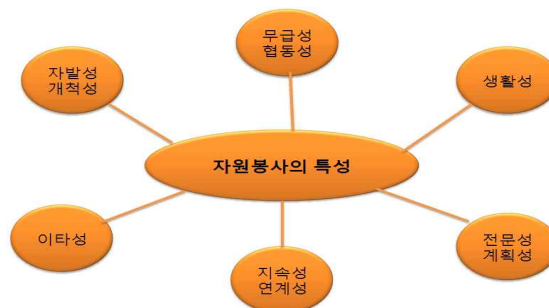 무급성
협동성
자발성
개척성
생활성
자원봉사의 특성
이타성
전문성
계획성
지속성
연계성